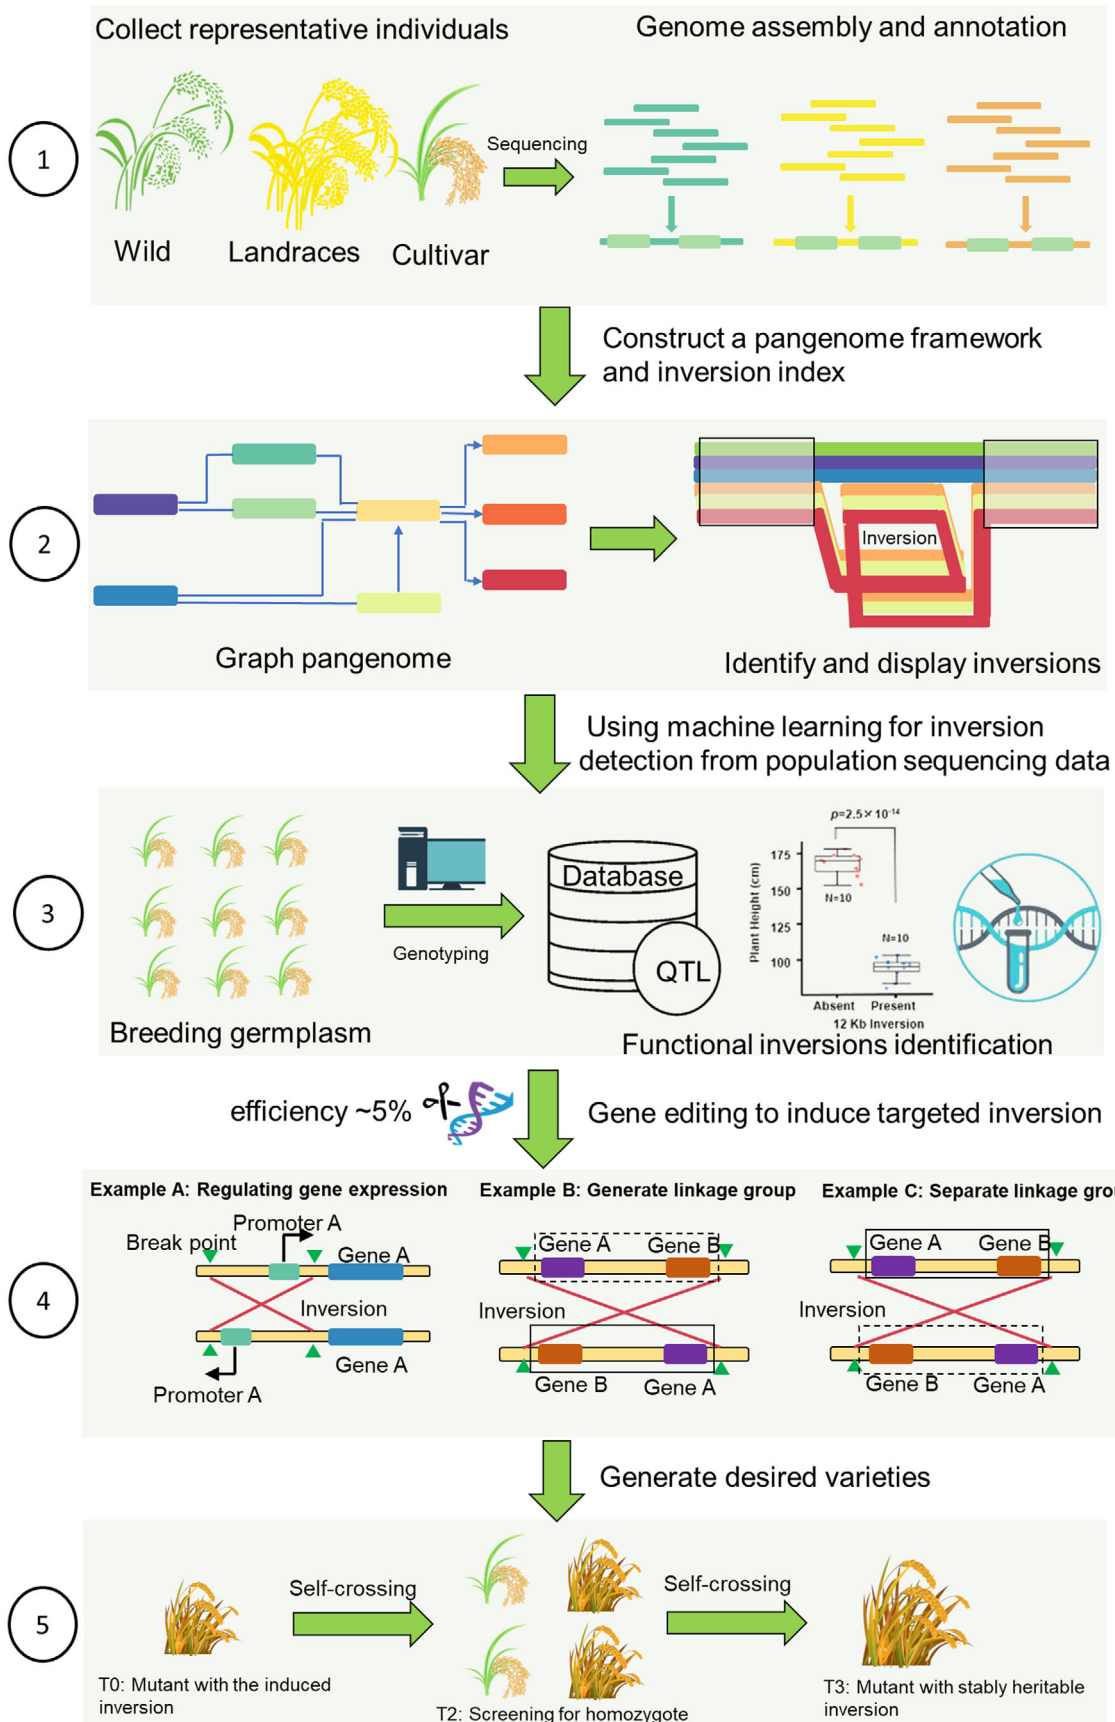 Collect representative individuals
Genome assembly and annotation
1
Sequencing
Wild
Landraces
Cultivar
Construct a pangenome framework
and inversion index
2
Inversion
Graph pangenome
Identify and display inversions
Using machine learning for inversion
detection from population sequencing data
3
Genotyping
Database
QTL
p=2.5×10⁻¹⁴
Plant Height (cm)
175
150
125
100
N=10
N=10
Absent
Present
12 Kb Inversion
Breeding germplasm
Functional inversions identification
efficiency ~5%
Gene editing to induce targeted inversion
4
Example A: Regulating gene expression
Promoter A
Break point
Gene A
Inversion
Gene A
Promoter A
Example B: Generate linkage group
Gene A
Gene B
Inversion
Gene B
Gene A
Example C: Separate linkage grou
Gene A
Gene B
Inversion
Gene B
Gene A
Generate desired varieties
5
Self-crossing
Self-crossing
T0: Mutant with the induced
inversion
T2: Screening for homozygote
T3: Mutant with stably heritable
inversion